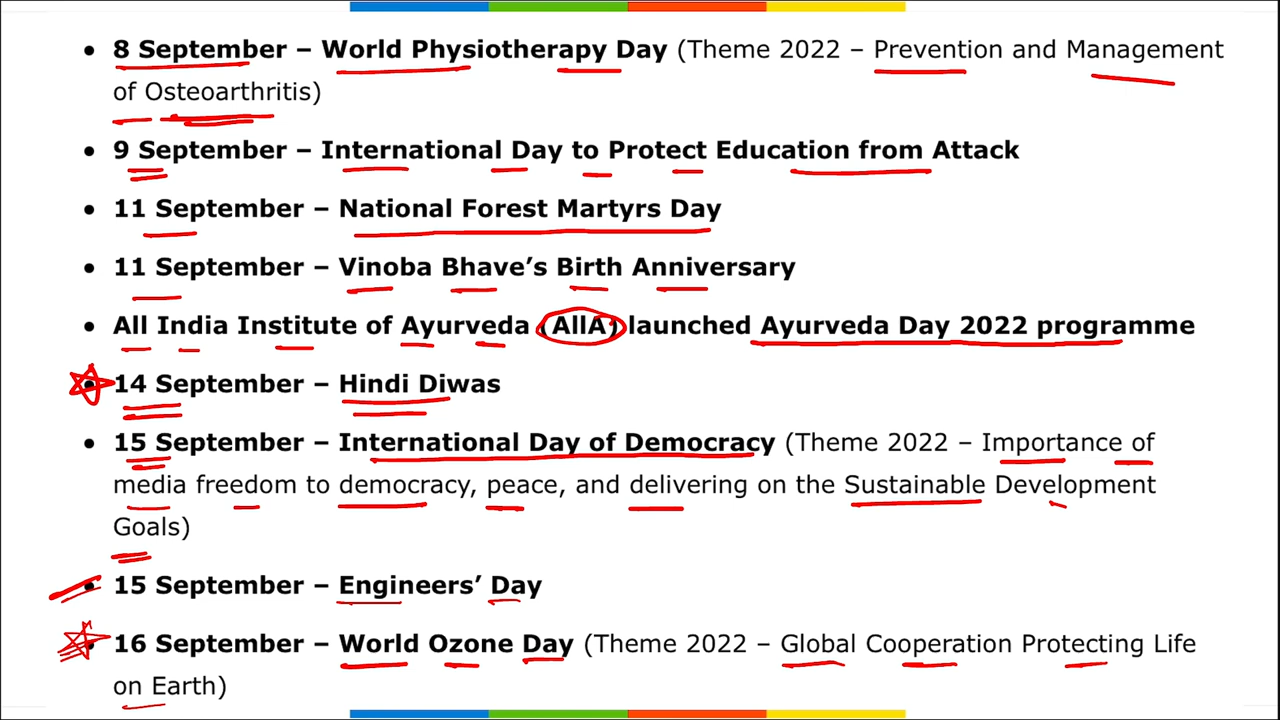 • 8 September – World Physiotherapy Day (Theme 2022 – Prevention and Management
of Osteoarthritis)
• 9 September – International Day to Protect Education from Attack
• 11 September – National Forest Martyrs Day
• 11 September – Vinoba Bhave’s Birth Anniversary
• All India Institute of Ayurveda (AllA) launched Ayurveda Day 2022 programme
• 14 September – Hindi Diwas
• 15 September – International Day of Democracy (Theme 2022 – Importance of
media freedom to democracy, peace, and delivering on the Sustainable Development
Goals)
• 15 September – Engineers’ Day
• 16 September – World Ozone Day (Theme 2022 – Global Cooperation Protecting Life
on Earth)